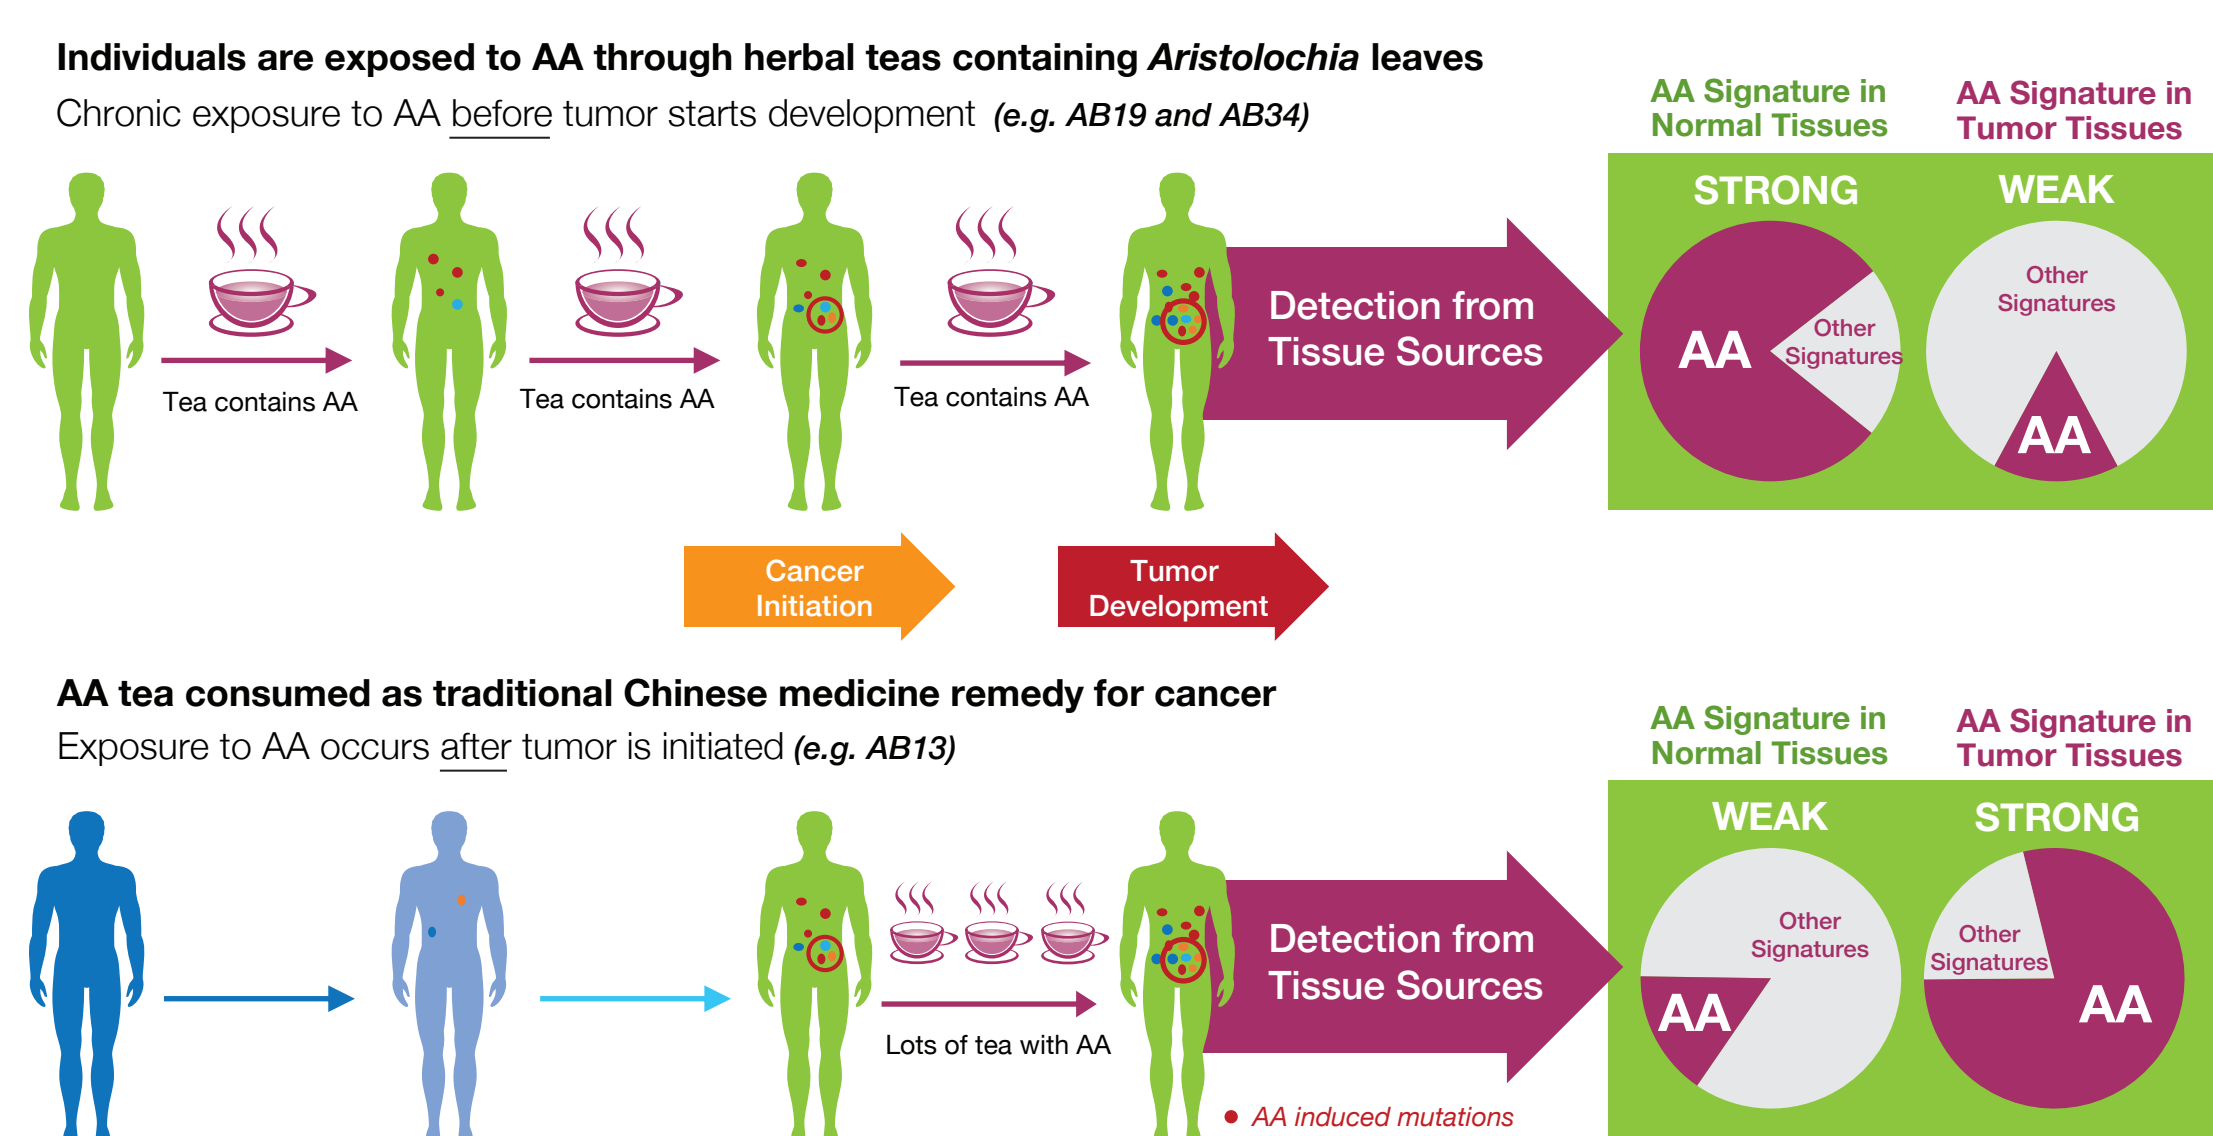 Individuals are exposed to AA through herbal teas containing Aristolochia leaves
Chronic exposure to AA before tumor starts development (e.g. AB19 and AB34)
AA Signature in
Normal Tissues
AA Signature in
Tumor Tissues
STRONG
WEAK
Tea contains AA
Tea contains AA
Tea contains AA
Detection from
Tissue Sources
AA
Other
Signatures
Other
Signatures
AA
Cancer
Initiation
Tumor
Development
AA tea consumed as traditional Chinese medicine remedy for cancer
Exposure to AA occurs after tumor is initiated (e.g. AB13)
AA Signature in
Normal Tissues
AA Signature in
Tumor Tissues
WEAK
STRONG
Lots of tea with AA
Detection from
Tissue Sources
Other
Signatures
AA
Other
Signatures
AA
AA induced mutations